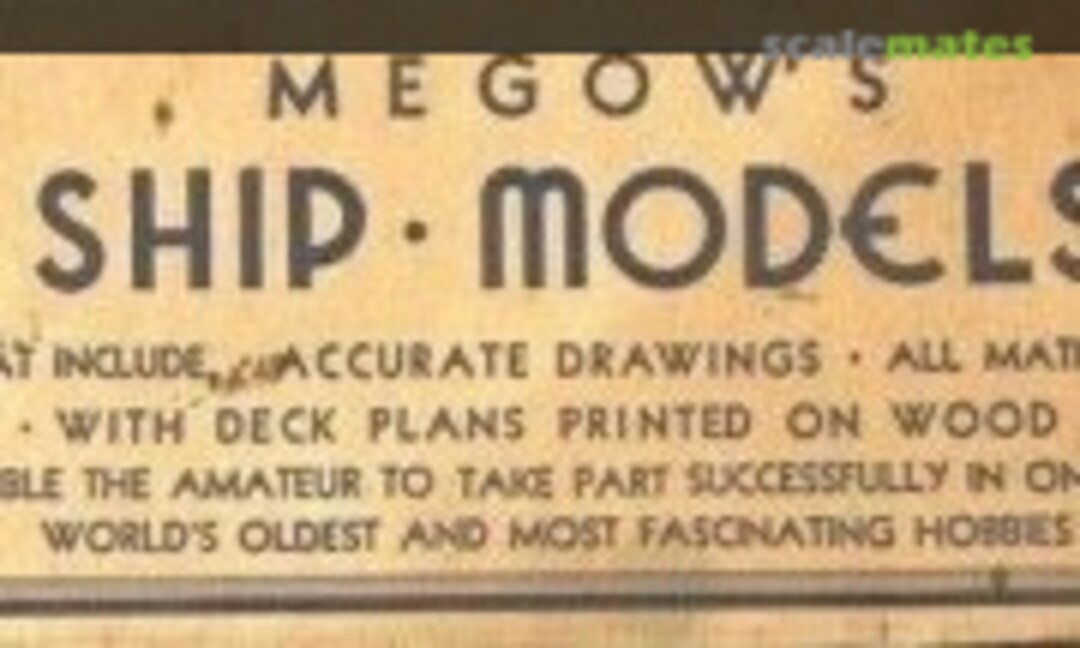 scalemates
MEGOW'S
SHIP · MODELS
AT INCLUDE, ACCURATE DRAWINGS · ALL MAT
· WITH DECK PLANS PRINTED ON WOOD
BLE THE AMATEUR TO TAKE PART SUCCESSFULLY IN ON
WORLD'S OLDEST AND MOST FASCINATING HOBBIES